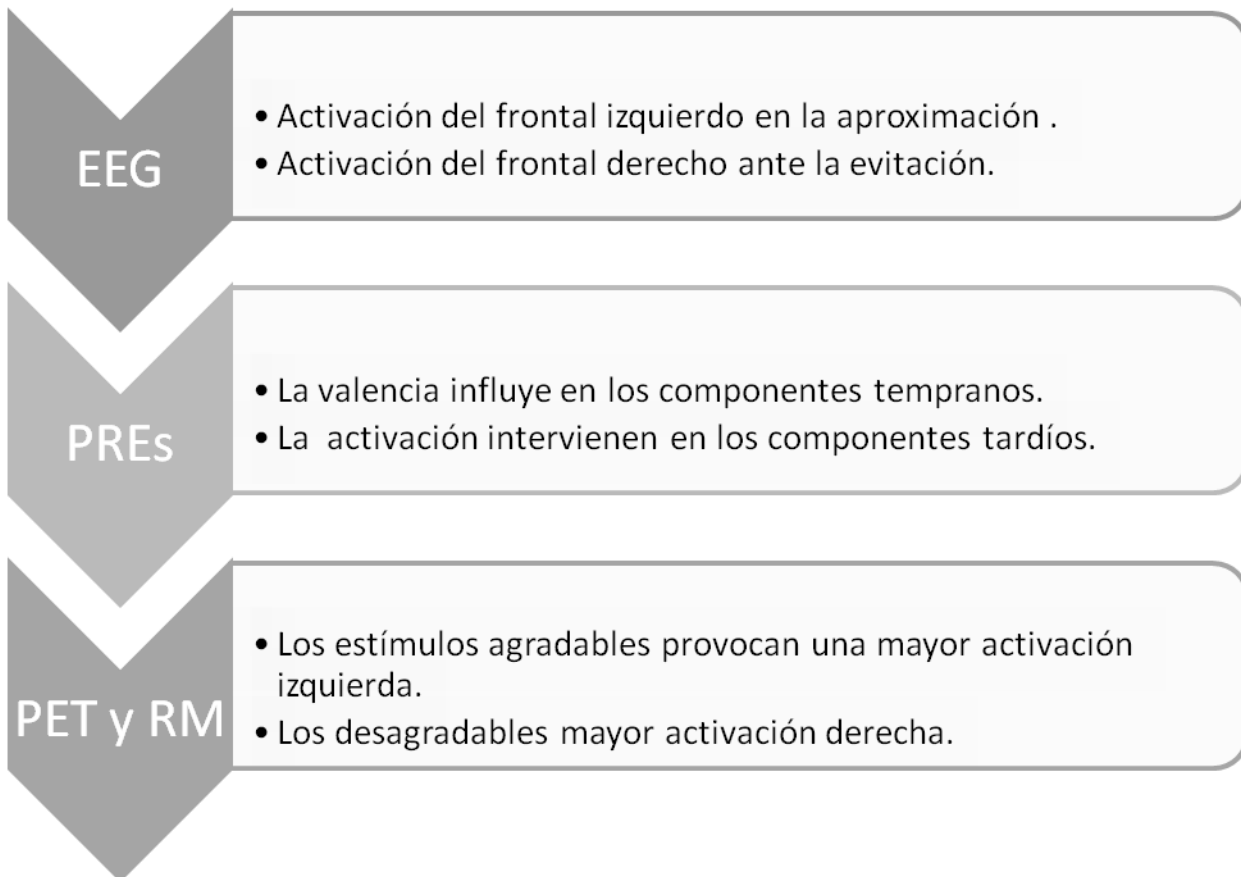 EEG
• Activación del frontal izquierdo en la aproximación .
• Activación del frontal derecho ante la evitación.
PREs
• La valencia influye en los componentes tempranos.
• La activación intervienen en los componentes tardíos.
PET y RM
• Los estímulos agradables provocan una mayor activación
izquierda.
• Los desagradables mayor activación derecha.